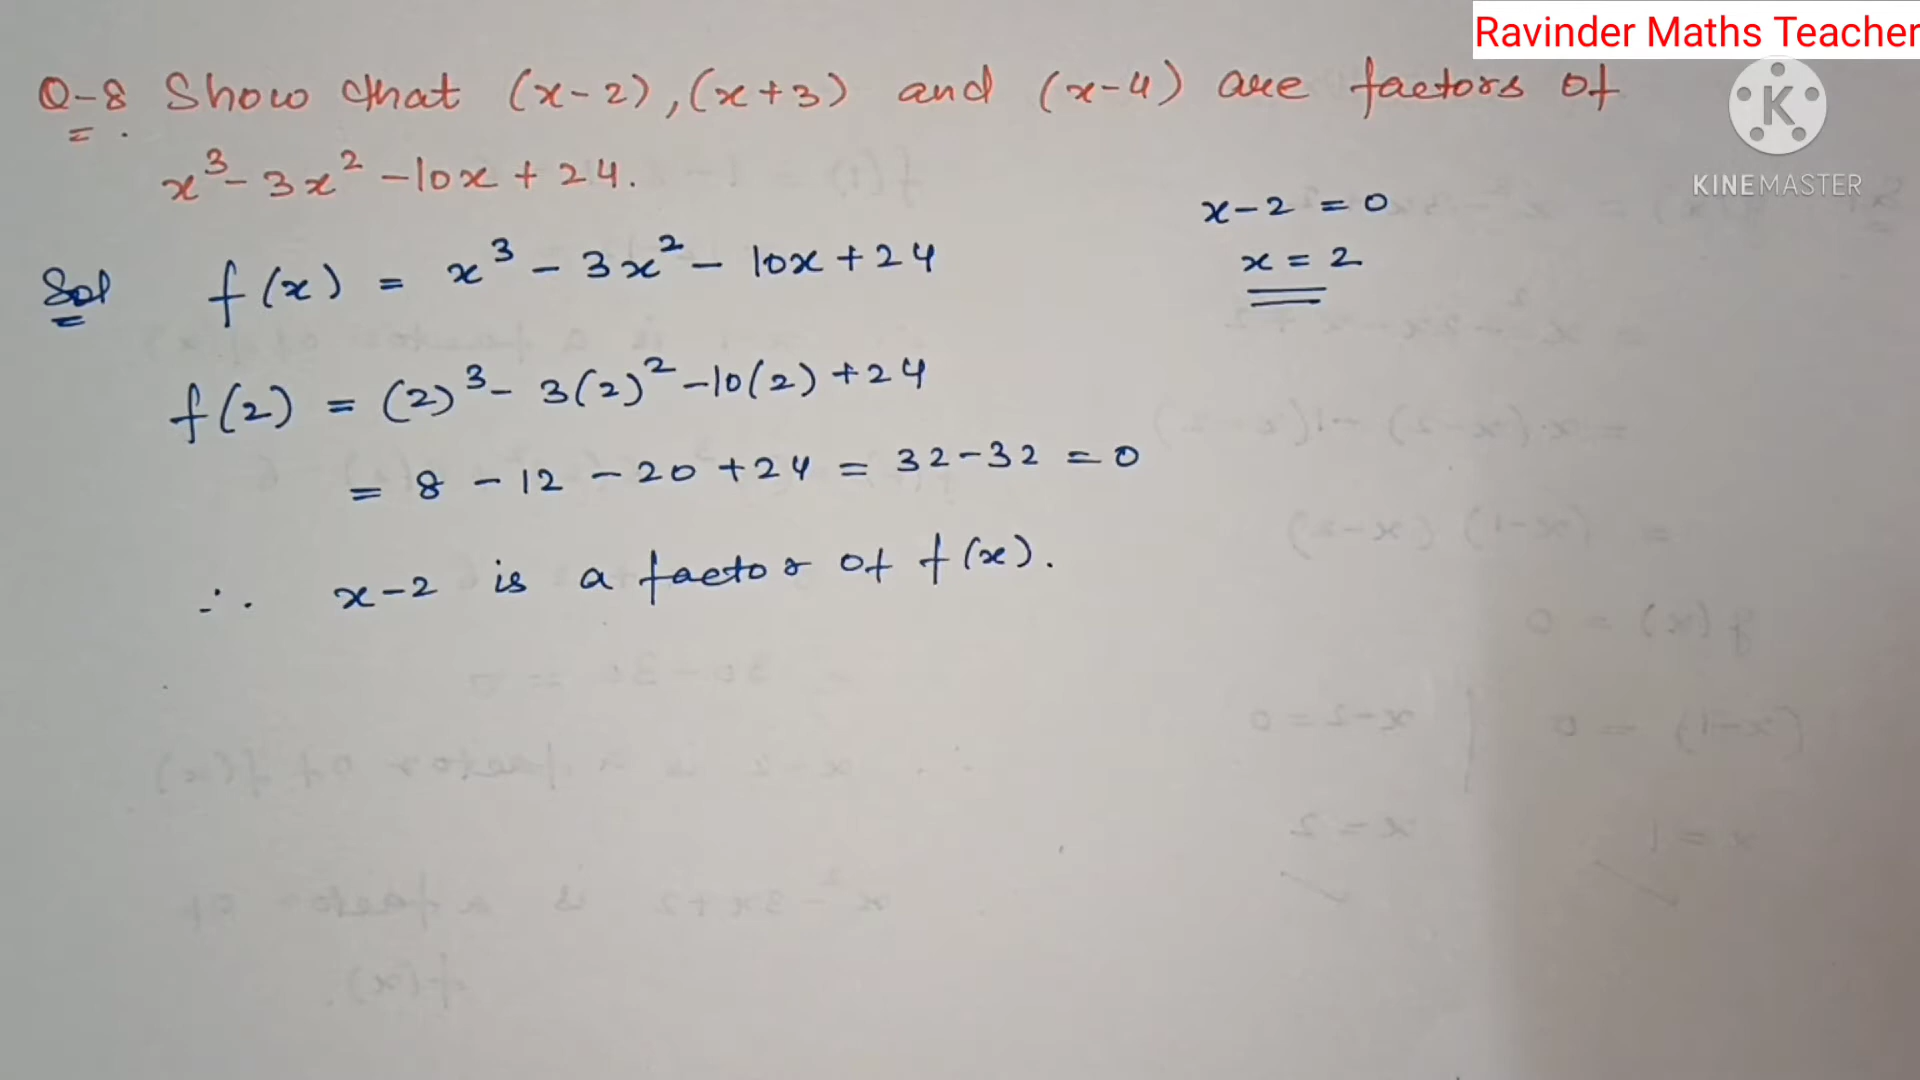 Ravinder Maths Teacher
Q-8 Show that (x-2), (x+3) and (x-4) are factors of
x³- 3x² -10x + 24.
KINEMASTER
x-2 = 0
x = 2
Sol f(x) = x³ - 3x² - 10x + 24
f(2) = (2)³- 3(2)² -10(2) +24
= 8 - 12 - 20 +24 = 32-32 = 0
∴ x-2 is a factor of f(x).